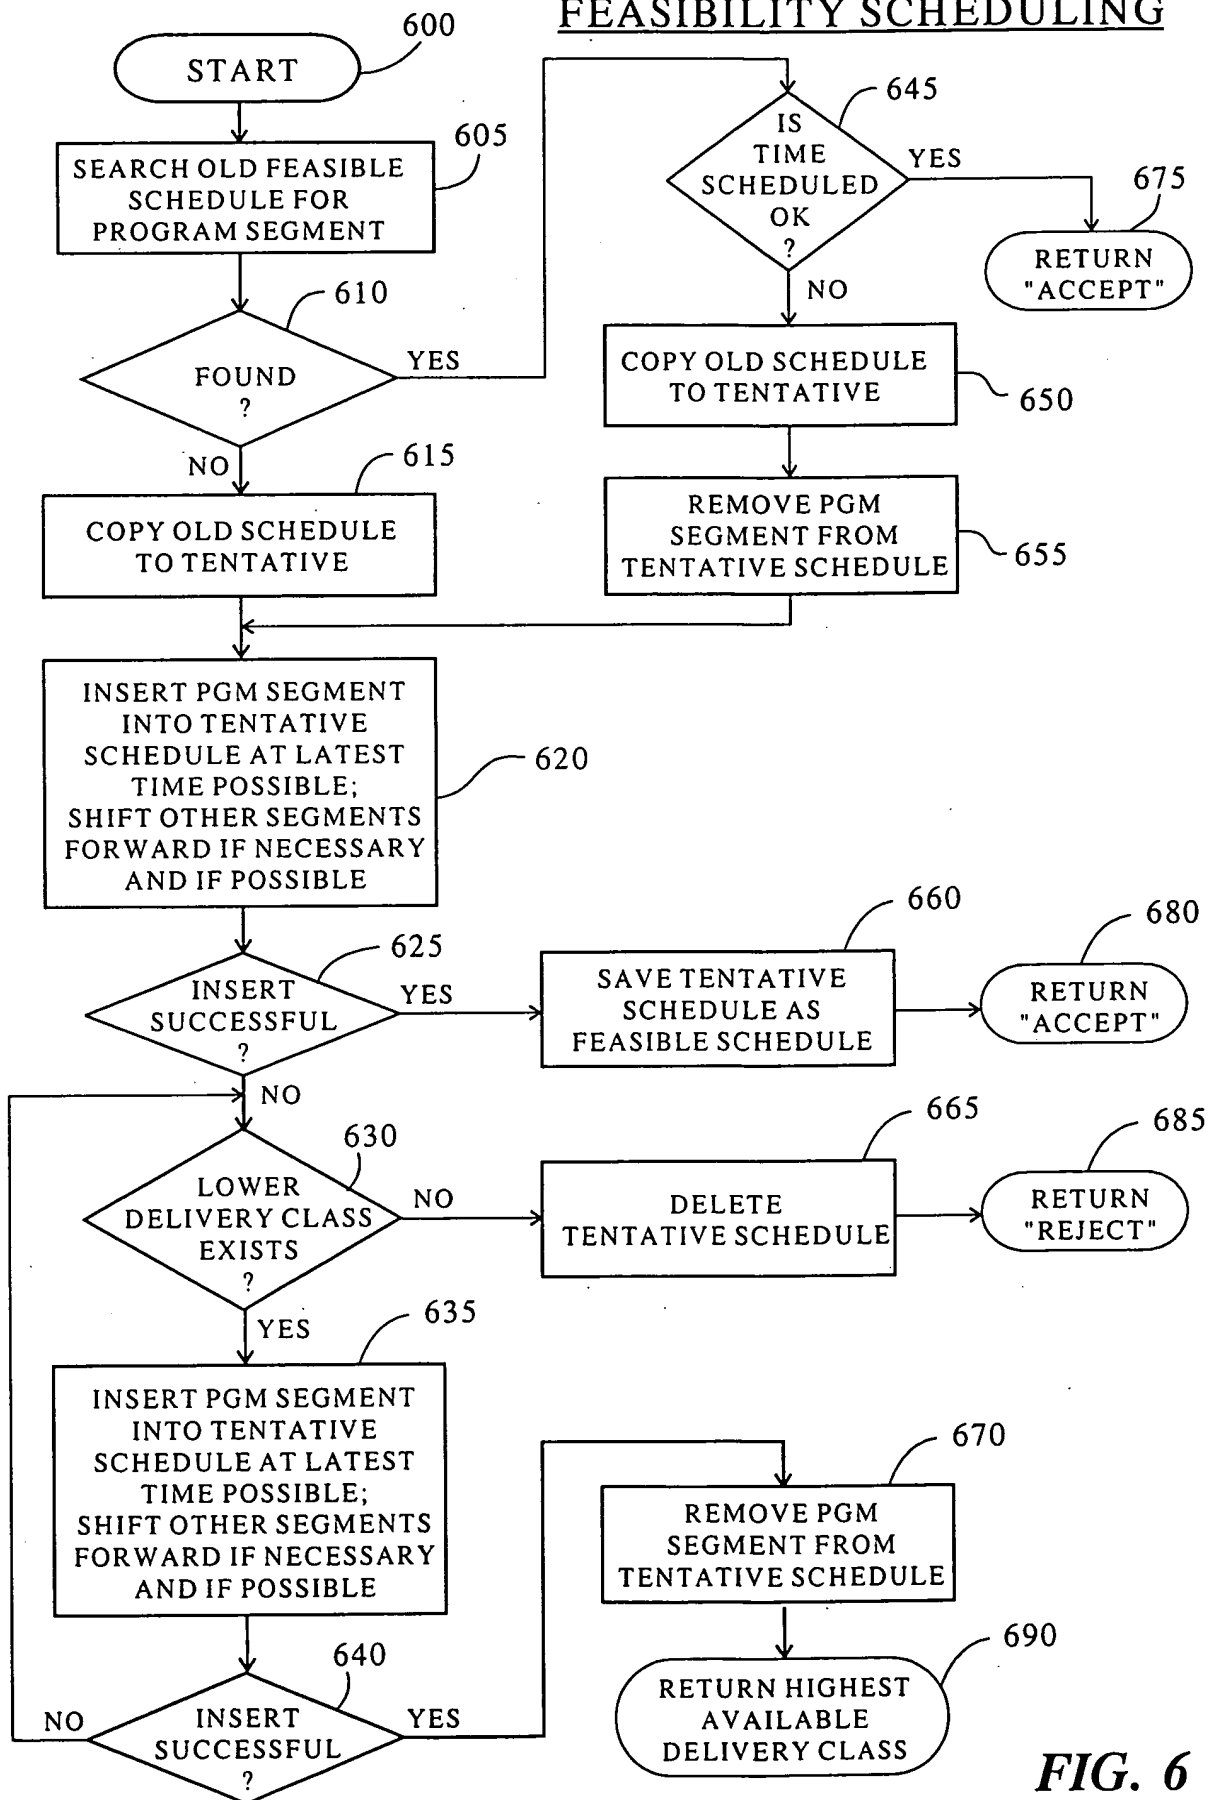 FEASIBILITY SCHEDULING
600
START
605
SEARCH OLD FEASIBLE
SCHEDULE FOR
PROGRAM SEGMENT
610
FOUND
?
YES
NO
615
COPY OLD SCHEDULE
TO TENTATIVE
645
IS
TIME
SCHEDULED
OK
?
YES
675
RETURN
"ACCEPT"
NO
COPY OLD SCHEDULE
TO TENTATIVE
650
REMOVE PGM
SEGMENT FROM
TENTATIVE SCHEDULE
655
INSERT PGM SEGMENT
INTO TENTATIVE
SCHEDULE AT LATEST
TIME POSSIBLE;
SHIFT OTHER SEGMENTS
FORWARD IF NECESSARY
AND IF POSSIBLE
620
625
INSERT
SUCCESSFUL
?
YES
NO
660
SAVE TENTATIVE
SCHEDULE AS
FEASIBLE SCHEDULE
680
RETURN
"ACCEPT"
630
LOWER
DELIVERY CLASS
EXISTS
?
NO
YES
665
DELETE
TENTATIVE SCHEDULE
685
RETURN
"REJECT"
635
INSERT PGM SEGMENT
INTO TENTATIVE
SCHEDULE AT LATEST
TIME POSSIBLE;
SHIFT OTHER SEGMENTS
FORWARD IF NECESSARY
AND IF POSSIBLE
640
INSERT
SUCCESSFUL
?
NO
YES
670
REMOVE PGM
SEGMENT FROM
TENTATIVE SCHEDULE
690
RETURN HIGHEST
AVAILABLE
DELIVERY CLASS
FIG. 6